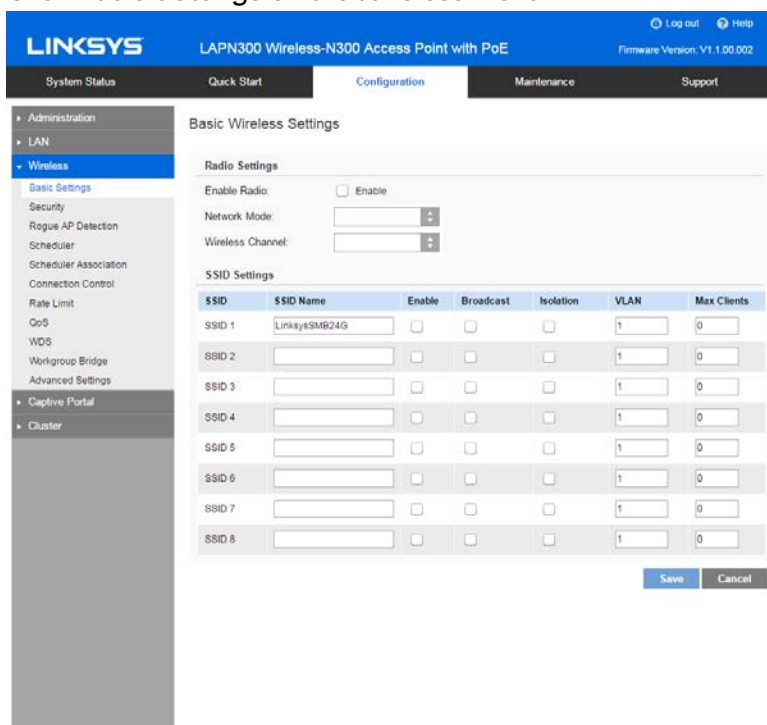 Log out Help
LINKSYS LAPN300 Wireless-N300 Access Point with PoE Firmware Version: V1.1.00.002
System Status Quick Start Configuration Maintenance Support
Administration
LAN
Wireless
Basic Settings
Security
Rogue AP Detection
Scheduler
Scheduler Association
Connection Control
Rate Limit
QoS
WDS
Workgroup Bridge
Advanced Settings
Captive Portal
Cluster
Basic Wireless Settings
Radio Settings
Enable Radio: Enable
Network Mode:
Wireless Channel:
SSID Settings
SSID SSID Name Enable Broadcast Isolation VLAN Max Clients
SSID 1 LinksysSMB24G 1 0
SSID 2 1 0
SSID 3 1 0
SSID 4 1 0
SSID 5 1 0
SSID 6 1 0
SSID 7 1 0
SSID 8 1 0
Save Cancel